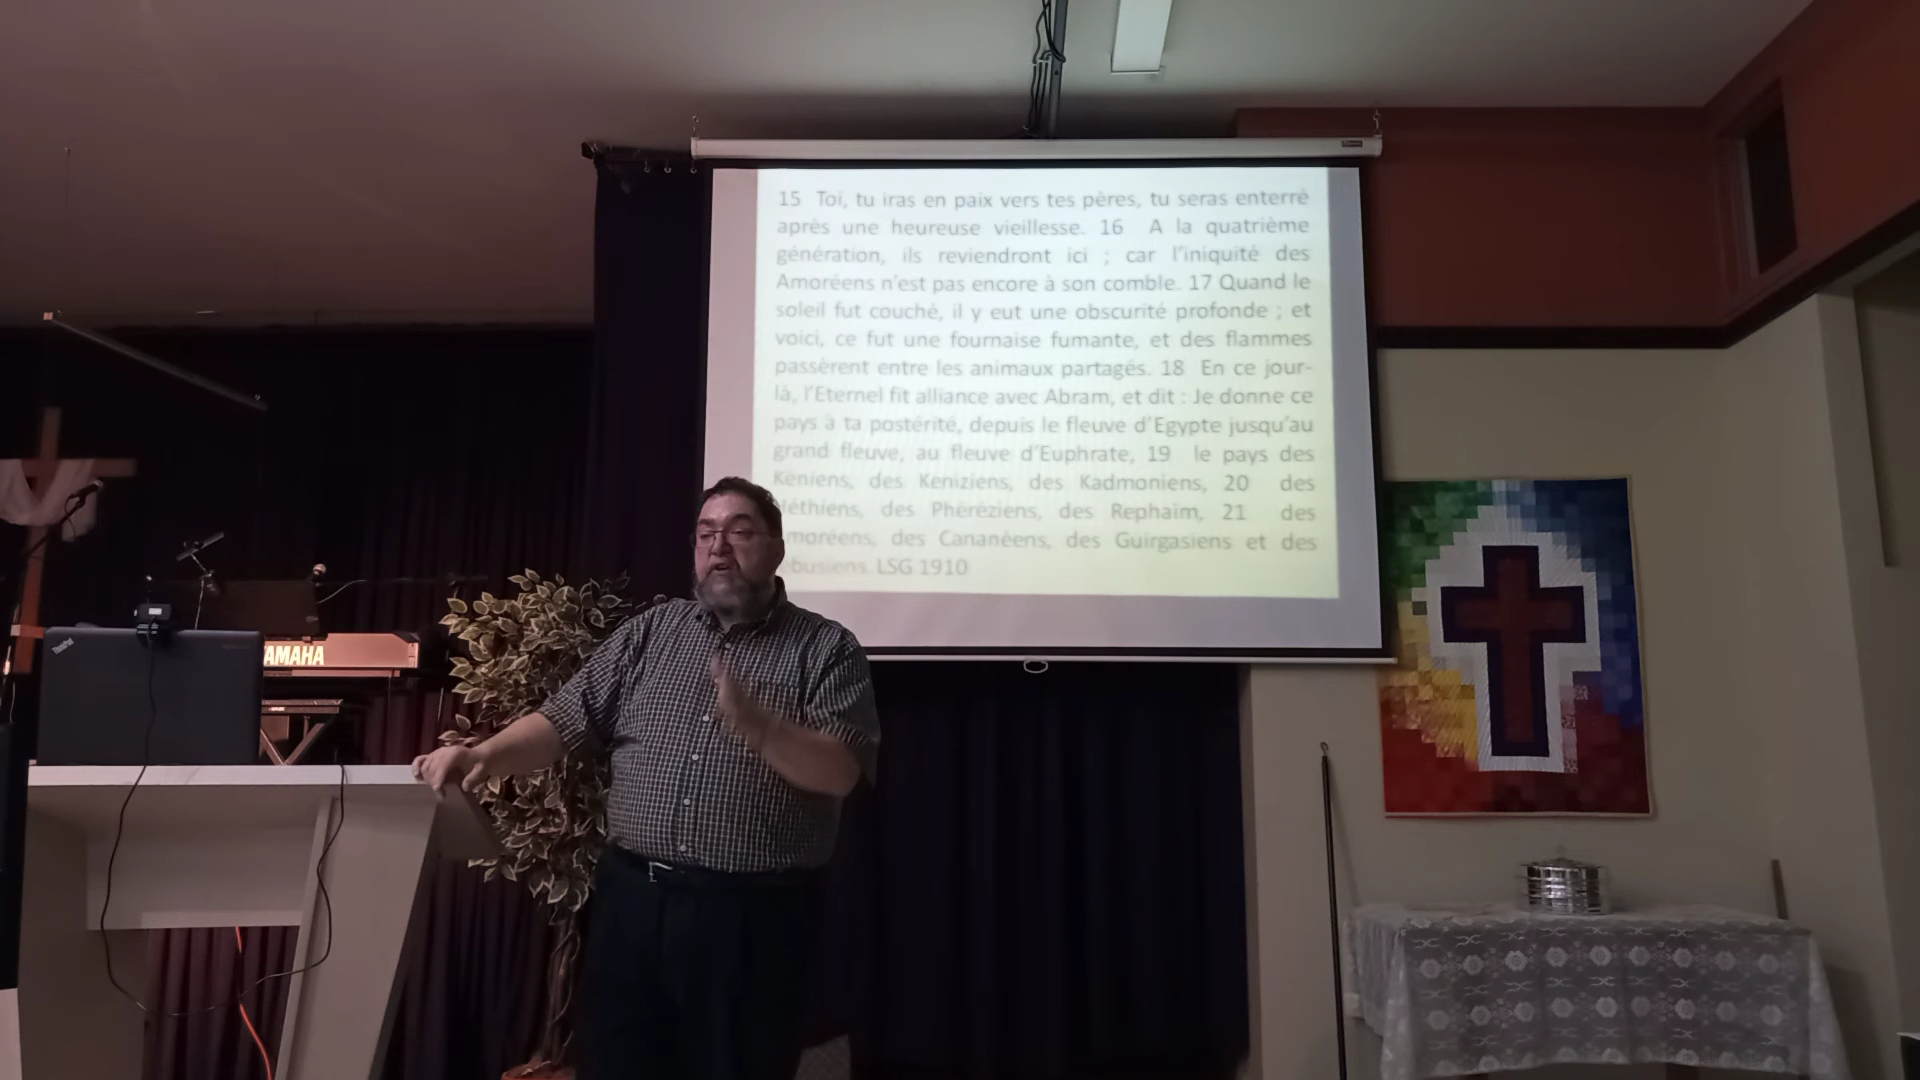 15 Toi, tu iras en paix vers tes pères, tu seras enterré
après une heureuse vieillesse. 16 A la quatrième
génération, ils reviendront ici ; car l'iniquité des
Amoréens n'est pas encore à son comble. 17 Quand le
soleil fut couché, il y eut une obscurité profonde ; et
voici, ce fut une fournaise fumante, et des flammes
passèrent entre les animaux partagés. 18 En ce jour-
là, l'Eternel fit alliance avec Abram, et dit : Je donne ce
pays à ta postérité, depuis le fleuve d'Egypte jusqu'au
grand fleuve, au fleuve d'Euphrate, 19 le pays des
Kéniens, des Keniziens, des Kadmoniens, 20 des
éthiens, des Phéréziens, des Rephaïm, 21 des
moréens, des Cananéens, des Guirgasiens et des
ébusiens. LSG 1910
ThinkPad
YAMAHA